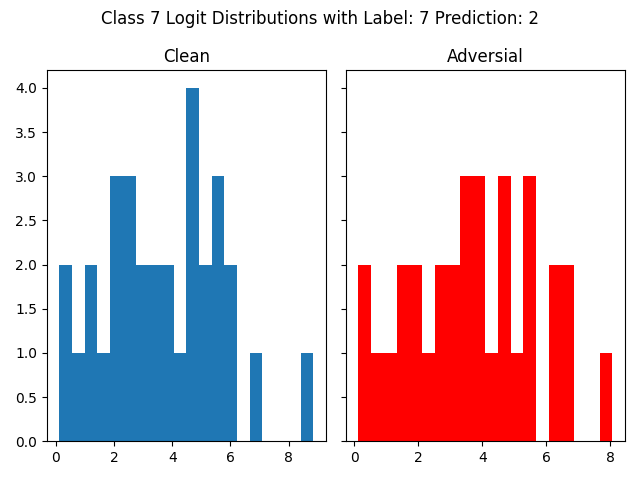 Class 7 Logit Distributions with Label: 7 Prediction: 2
Clean
Adversial
4.0
3.5
3.0
2.5
2.0
1.5
1.0
0.5
0.0
0 2 4 6 8
0 2 4 6 8